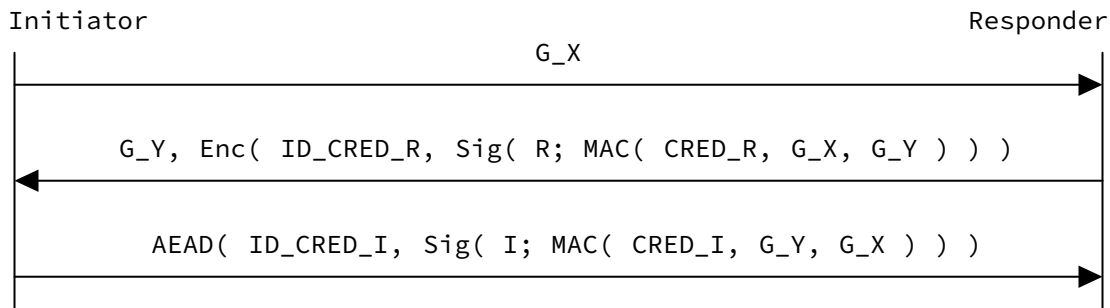 Initiator Responder
G_X
G_Y, Enc( ID_CRED_R, Sig( R; MAC( CRED_R, G_X, G_Y ) ) )
AEAD( ID_CRED_I, Sig( I; MAC( CRED_I, G_Y, G_X ) ) )